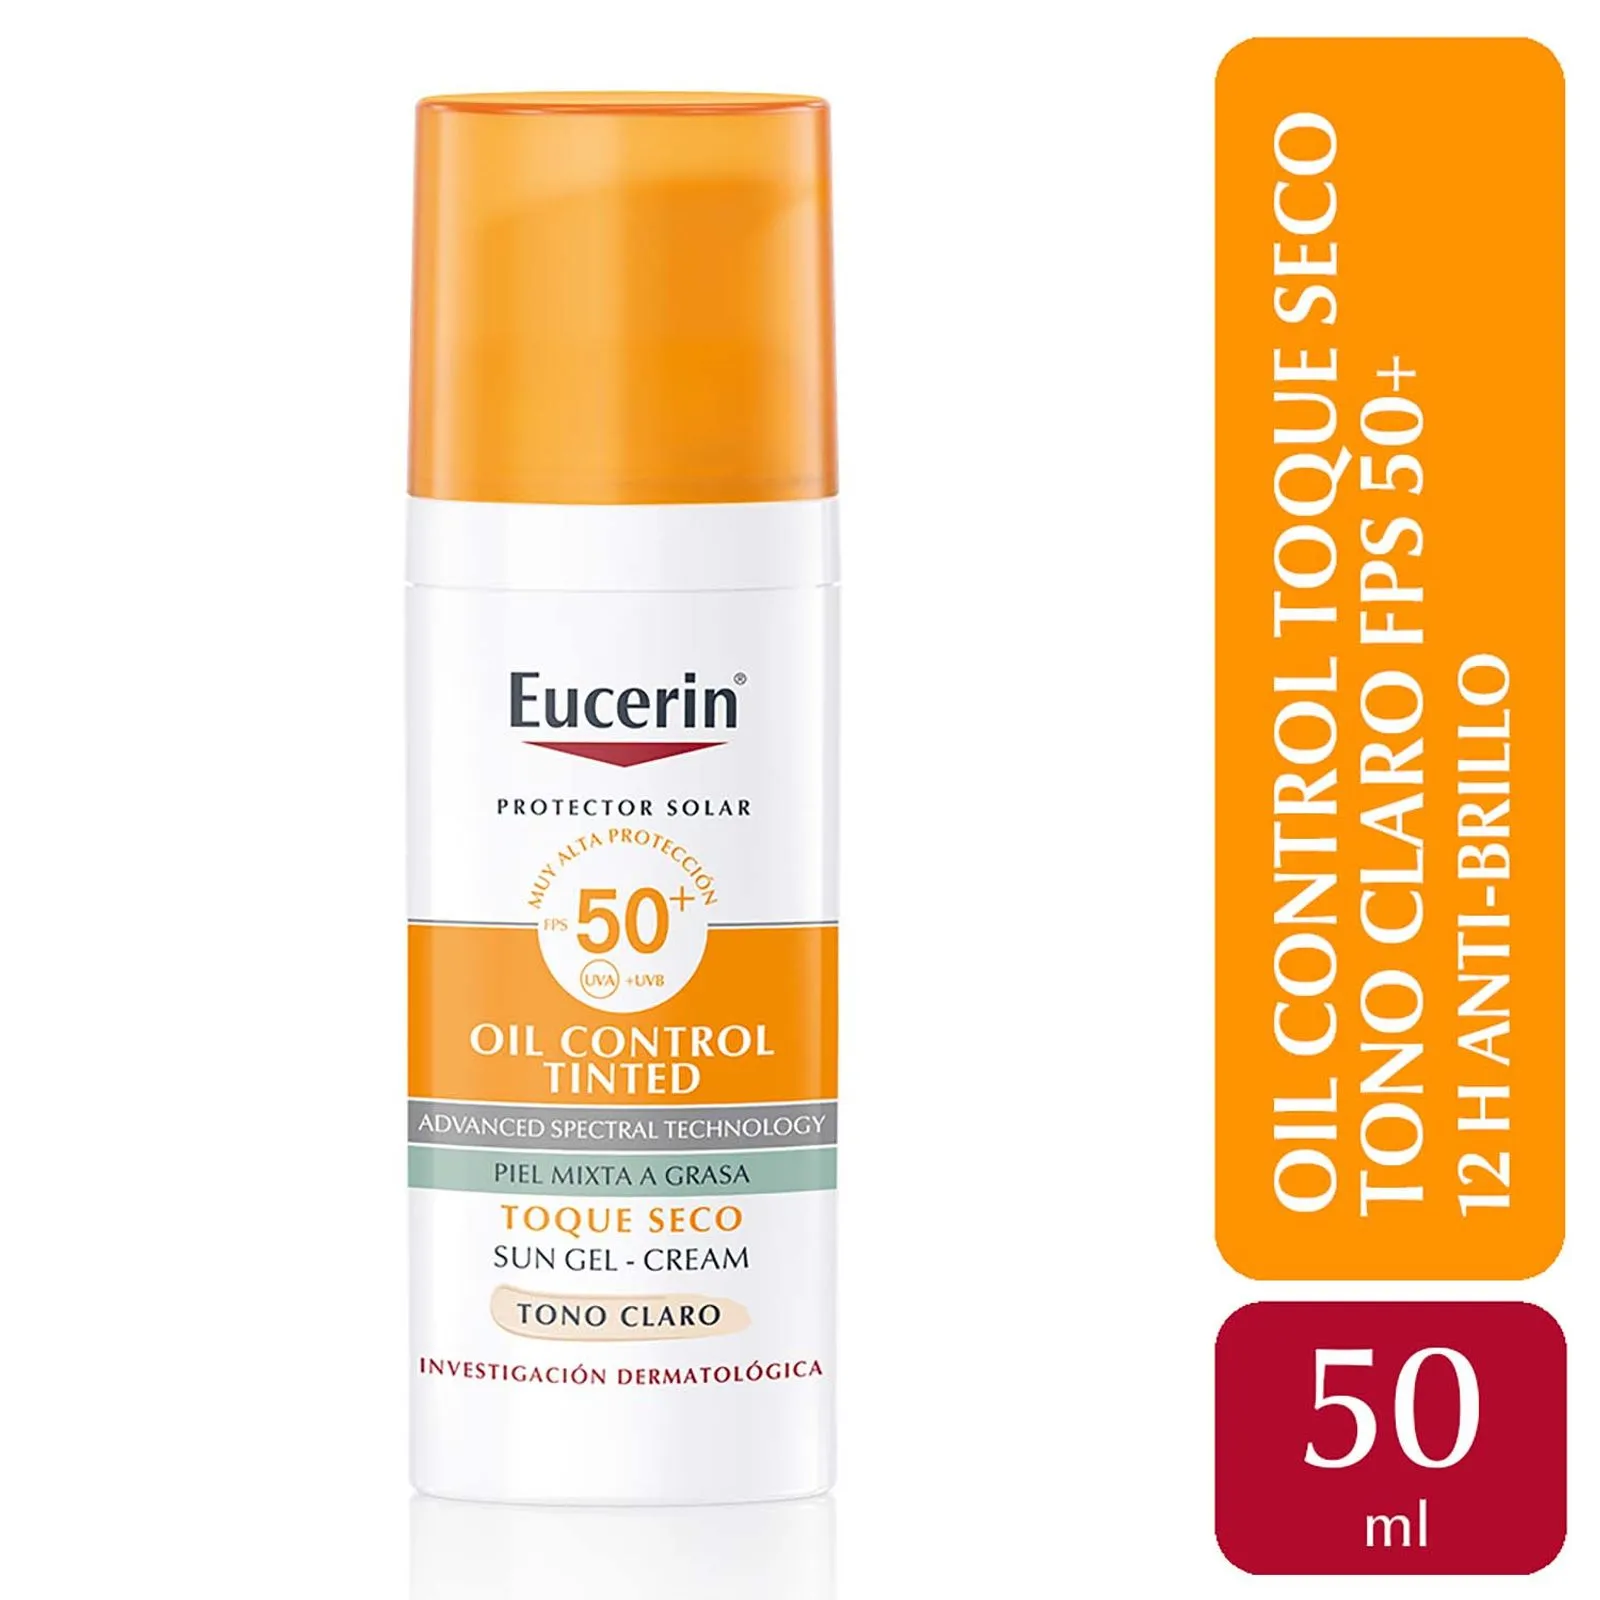 Eucerin®
PROTECTOR SOLAR
MUY ALTA PROTECCIÓN
FPS 50+
UVA +UVB
OIL CONTROL
TINTED
ADVANCED SPECTRAL TECHNOLOGY
PIEL MIXTA A GRASA
TOQUE SECO
SUN GEL - CREAM
TONO CLARO
INVESTIGACIÓN DERMATOLÓGICA
OIL CONTROL TOQUE SECO
TONO CLARO FPS 50+
12 H ANTI-BRILLO
50
ml